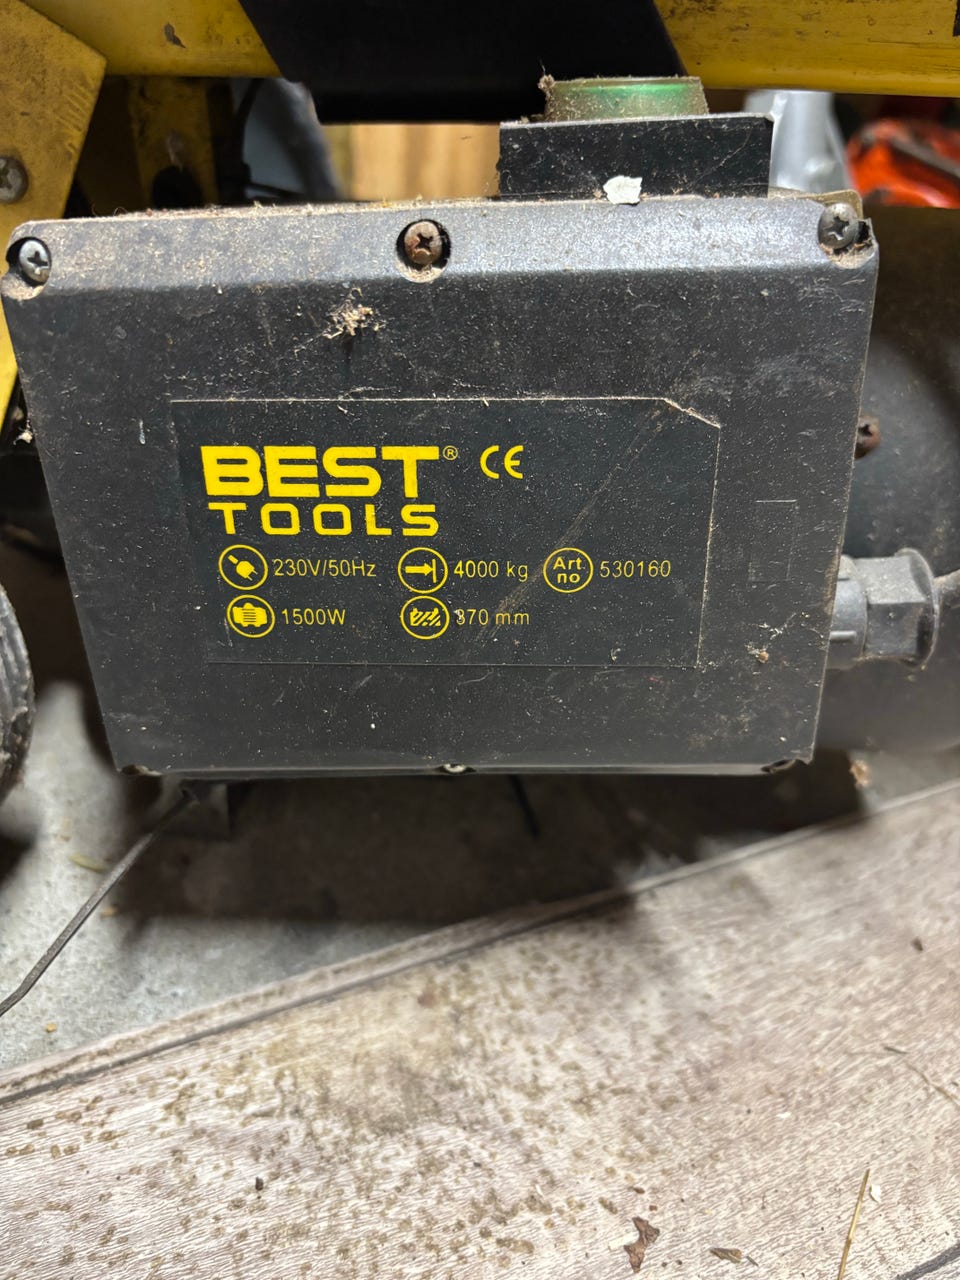 BEST® CE
TOOLS
230V/50Hz 4000 kg Art no 530160
1500W 370 mm